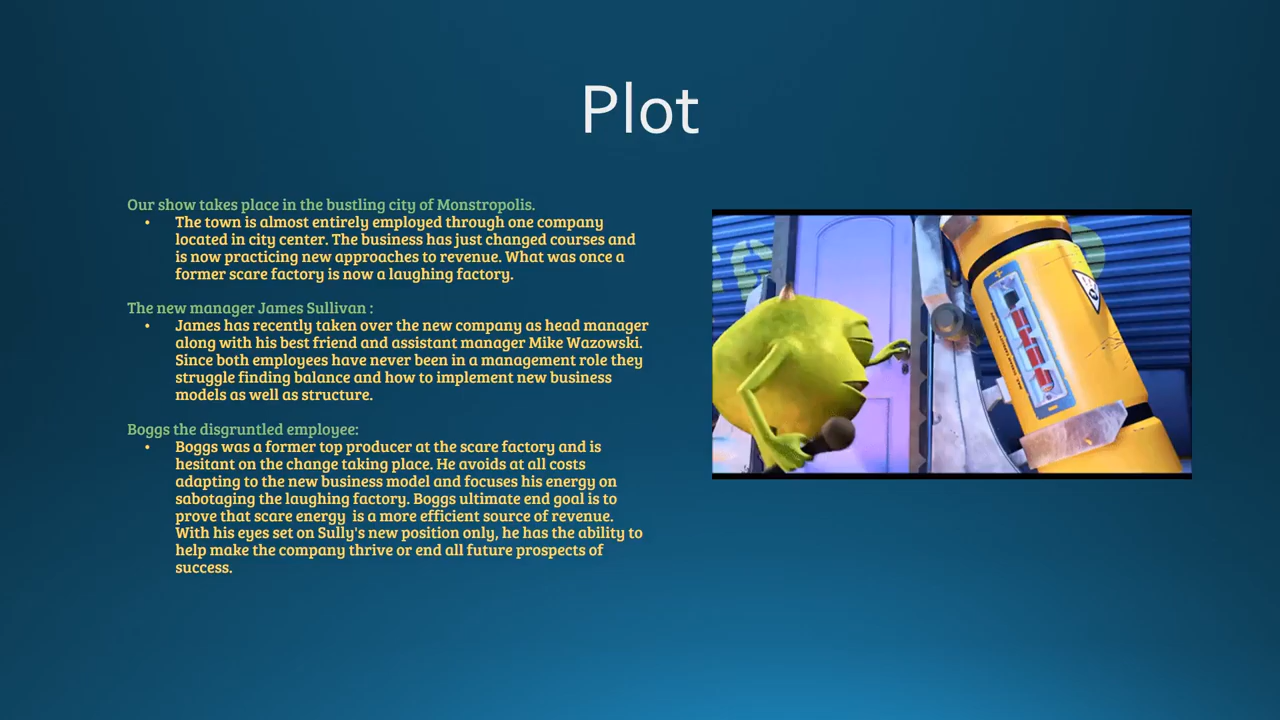 Plot
Our show takes place in the bustling city of Monstropolis.
• The town is almost entirely employed through one company
located in city center. The business has just changed courses and
is now practicing new approaches to revenue. What was once a
former scare factory is now a laughing factory.
The new manager James Sullivan :
• James has recently taken over the new company as head manager
along with his best friend and assistant manager Mike Wazowski.
Since both employees have never been in a management role they
struggle finding balance and how to implement new business
models as well as structure.
Boggs the disgruntled employee:
• Boggs was a former top producer at the scare factory and is
hesitant on the change taking place. He avoids at all costs
adapting to the new business model and focuses his energy on
sabotaging the laughing factory. Boggs ultimate end goal is to
prove that scare energy  is a more efficient source of revenue.
With his eyes set on Sully's new position only, he has the ability to
help make the company thrive or end all future prospects of
success.